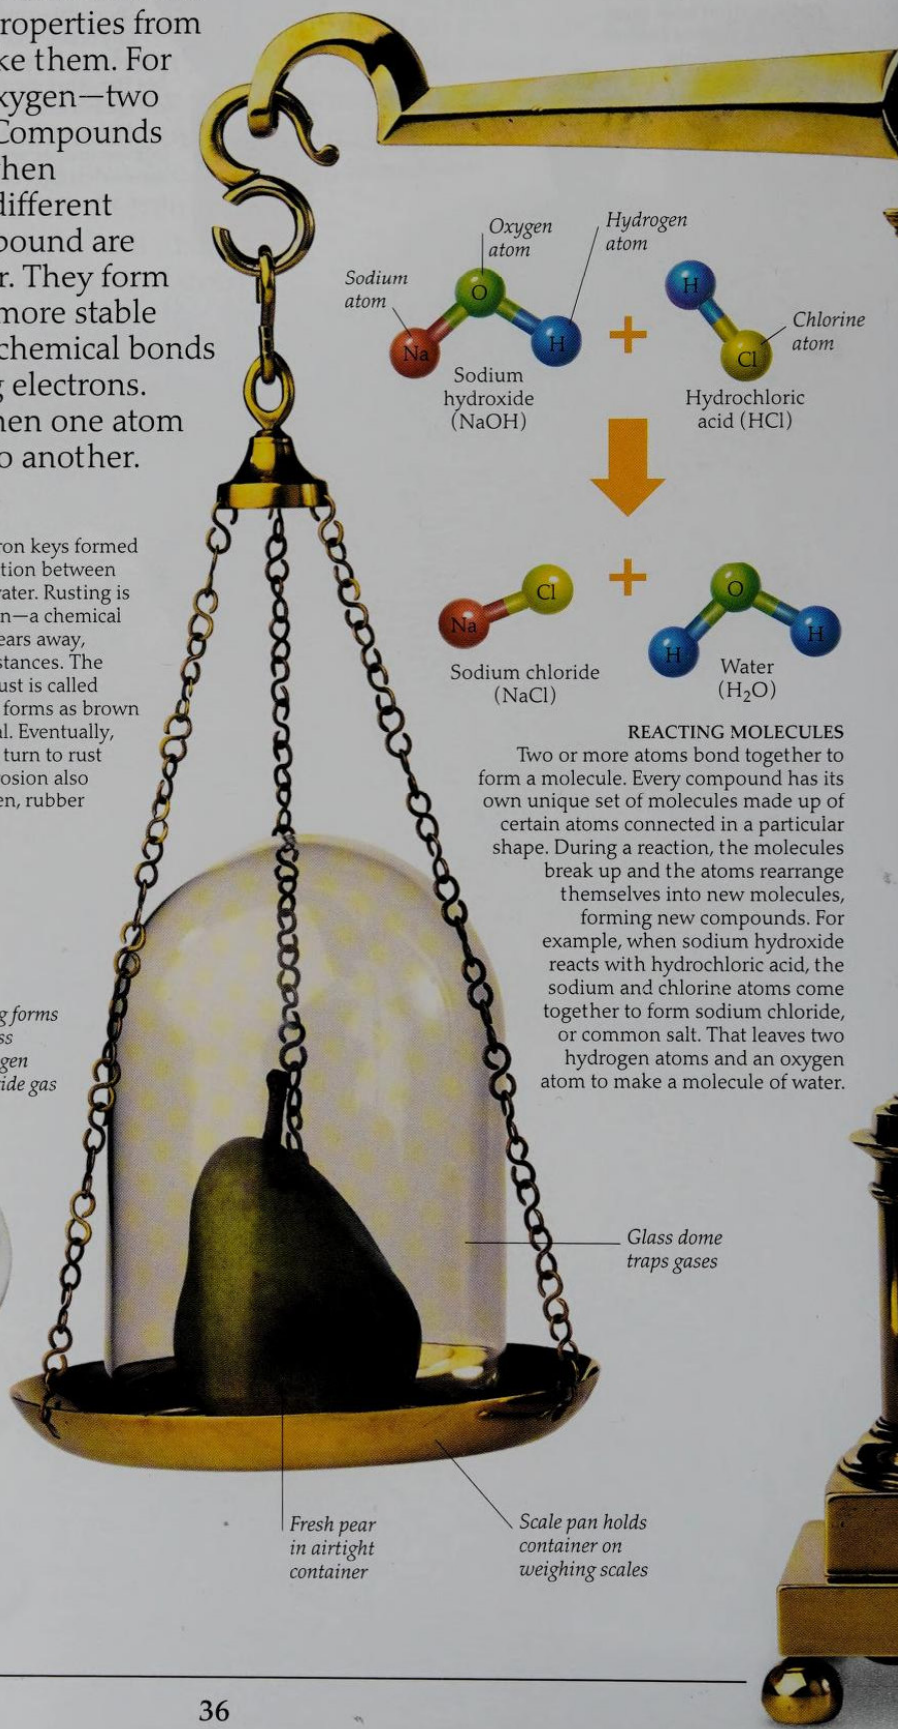 roperties from
ke them. For
xygen—two
Compounds
hen
different
pound are
r. They form
more stable
chemical bonds
g electrons.
hen one atom
o another.
ron keys formed
tion between
vater. Rusting is
n—a chemical
ears away,
stances. The
ust is called
forms as brown
al. Eventually,
turn to rust
rosion also
en, rubber
g forms
ss
gen
ide gas
Oxygen
atom
Hydrogen
atom
Sodium
atom
Chlorine
atom
Na
O
H
+
H
Cl
Sodium
hydroxide
(NaOH)
Hydrochloric
acid (HCl)
Na
Cl
+
H
O
H
Sodium chloride
(NaCl)
Water
(H₂O)
REACTING MOLECULES
Two or more atoms bond together to
form a molecule. Every compound has its
own unique set of molecules made up of
certain atoms connected in a particular
shape. During a reaction, the molecules
break up and the atoms rearrange
themselves into new molecules,
forming new compounds. For
example, when sodium hydroxide
reacts with hydrochloric acid, the
sodium and chlorine atoms come
together to form sodium chloride,
or common salt. That leaves two
hydrogen atoms and an oxygen
atom to make a molecule of water.
Glass dome
traps gases
Fresh pear
in airtight
container
Scale pan holds
container on
weighing scales
36